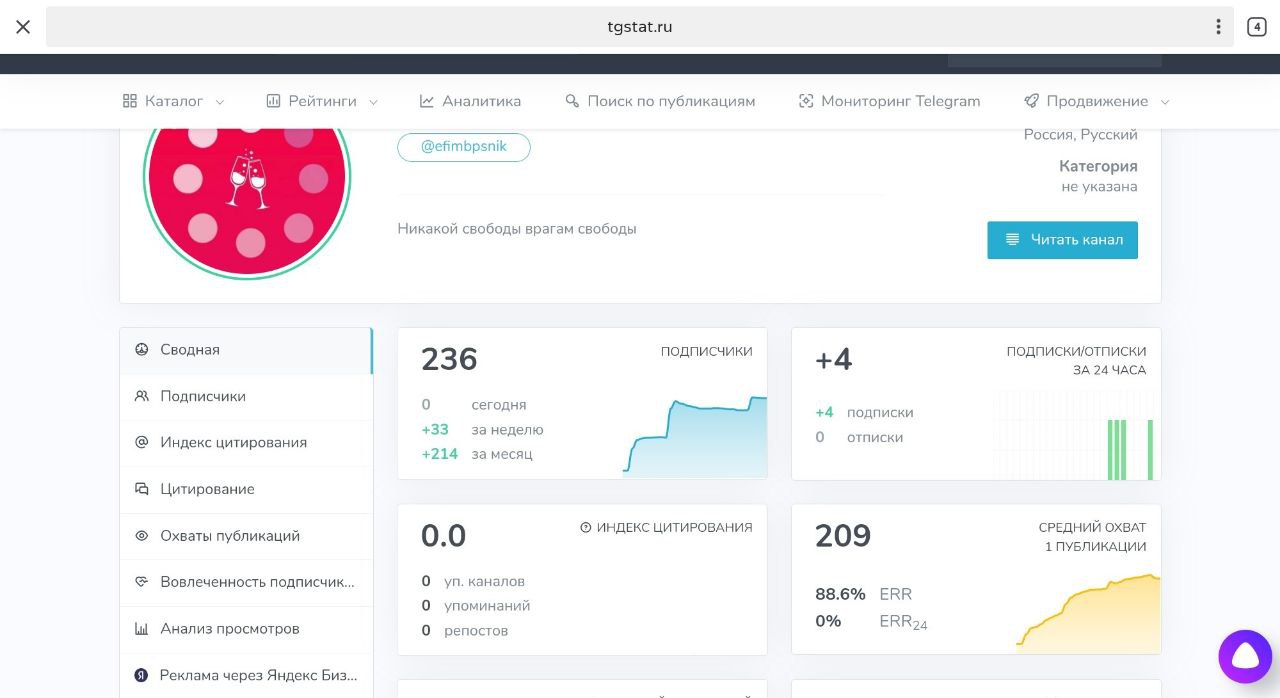 tgstat.ru
4
Каталог
Рейтинги
Аналитика
Поиск по публикациям
Мониторинг Telegram
Продвижение
@efimbpsnik
Россия, Русский
Категория
не указана
Никакой свободы врагам свободы
Читать канал
Сводная
Подписчики
Индекс цитирования
Цитирование
Охваты публикаций
Вовлеченность подписчик...
Анализ просмотров
Я Реклама через Яндекс Биз...
236 ПОДПИСЧИКИ
0 сегодня
+33 за неделю
+214 за месяц
+4 ПОДПИСКИ/ОТПИСКИ
ЗА 24 ЧАСА
+4 подписки
0 отписки
0.0 ИНДЕКС ЦИТИРОВАНИЯ
0 уп. каналов
0 упоминаний
0 репостов
209 СРЕДНИЙ ОХВАТ
1 ПУБЛИКАЦИИ
88.6% ERR
0% ERR24